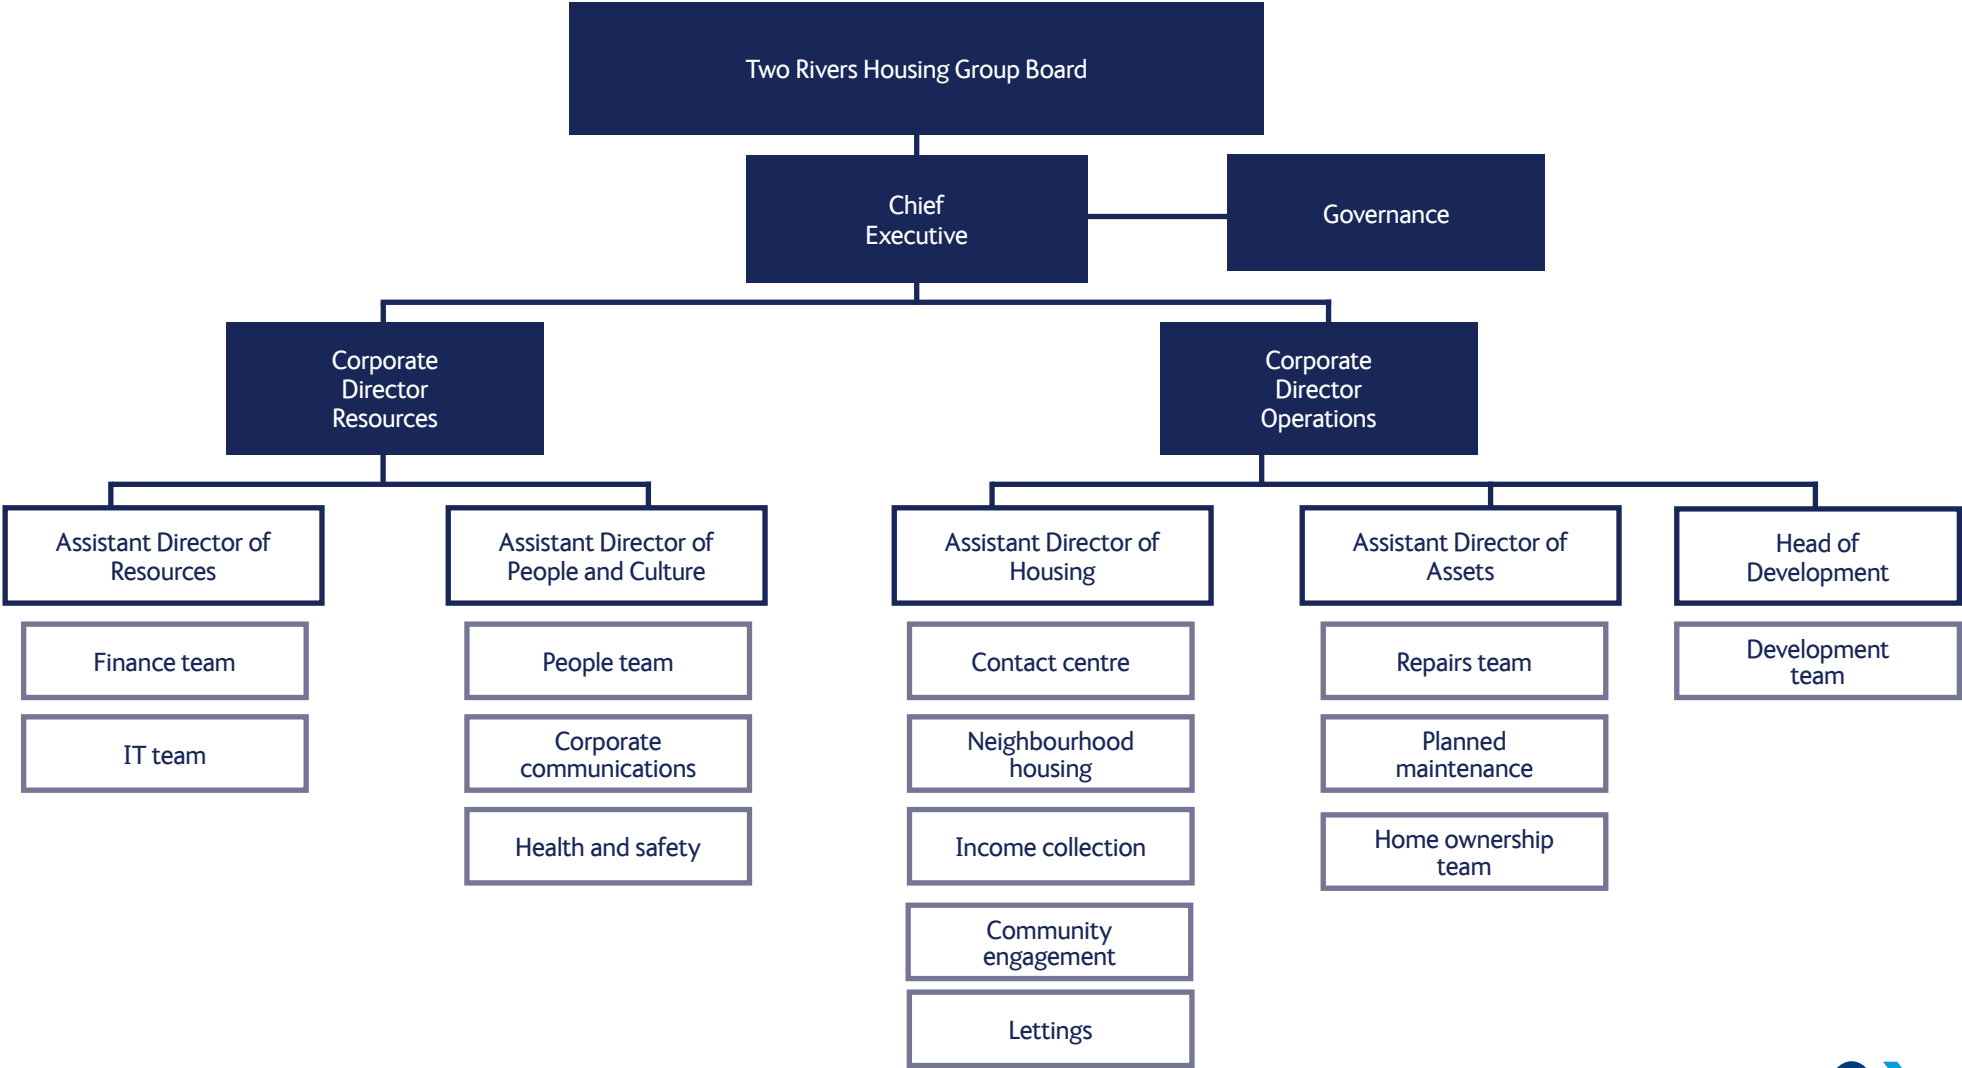 Two Rivers Housing Group Board
Chief
Executive
Governance
Corporate
Director
Resources
Corporate
Director
Operations
Assistant Director of
Resources
Assistant Director of
People and Culture
Assistant Director of
Housing
Assistant Director of
Assets
Head of
Development
Finance team
People team
Contact centre
Repairs team
Development
team
IT team
Corporate
communications
Neighbourhood
housing
Planned
maintenance
Health and safety
Income collection
Home ownership
team
Community
engagement
Lettings